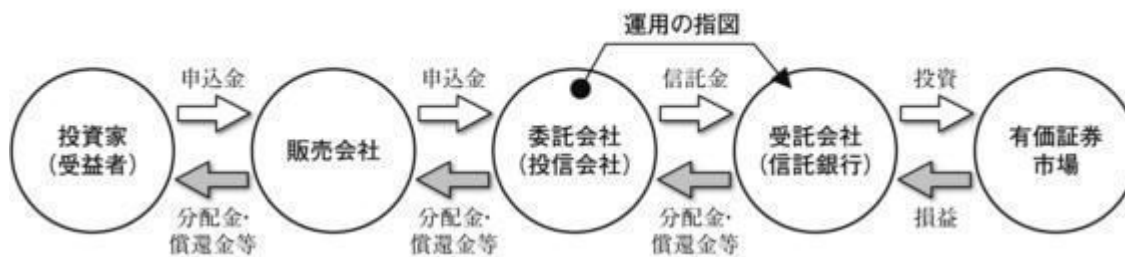 運用の指図
申込金
申込金
信託金
投資
投資家
(受益者)
販売会社
委託会社
(投信会社)
受託会社
(信託銀行)
有価証券
市場
分配金・
償還金等
分配金・
償還金等
分配金・
償還金等
損益